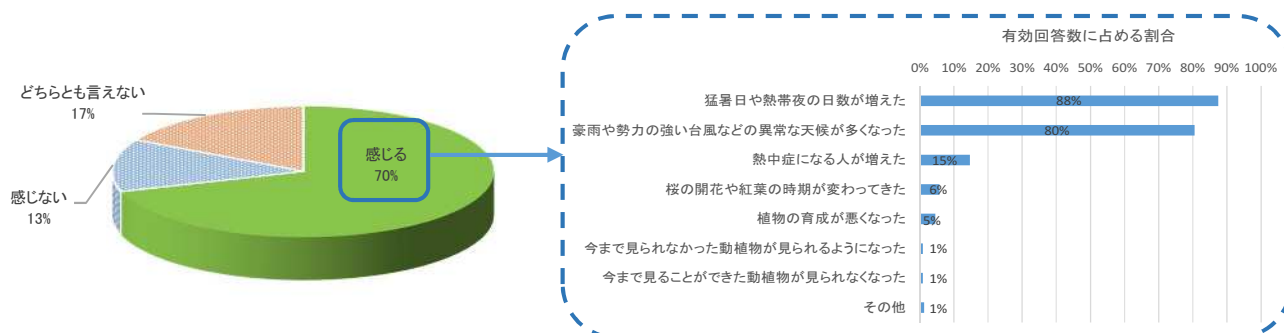 どちらとも言えない
17%
感じない
13%
感じる
70%
有効回答数に占める割合
0% 10% 20% 30% 40% 50% 60% 70% 80% 90% 100%
猛暑日や熱帯夜の日数が増えた 88%
豪雨や勢力の強い台風などの異常な天候が多くなった 80%
熱中症になる人が増えた 15%
桜の開花や紅葉の時期が変わってきた 6%
植物の育成が悪くなった 5%
今まで見られなかった動植物が見られるようになった 1%
今まで見ることができた動植物が見られなくなった 1%
その他 1%